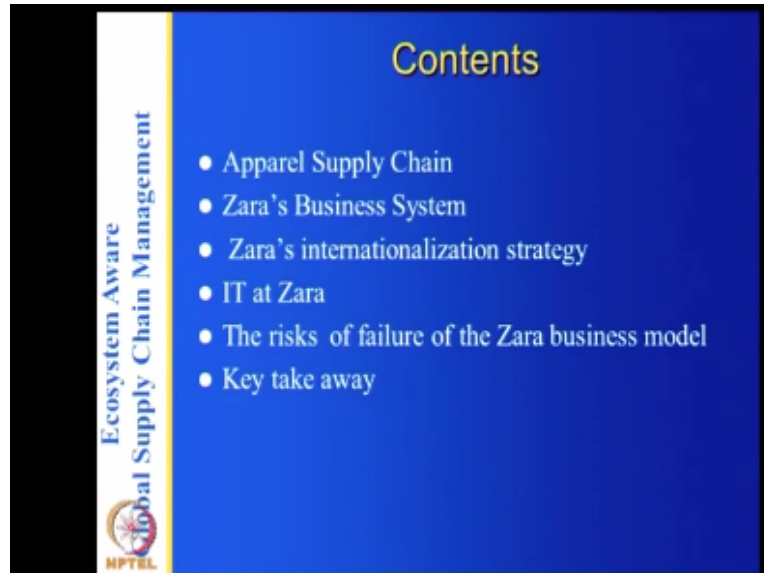 Contents
Ecosystem Aware
Global Supply Chain Management
• Apparel Supply Chain
• Zara's Business System
• Zara's internationalization strategy
• IT at Zara
• The risks of failure of the Zara business model
• Key take away
NPTEL